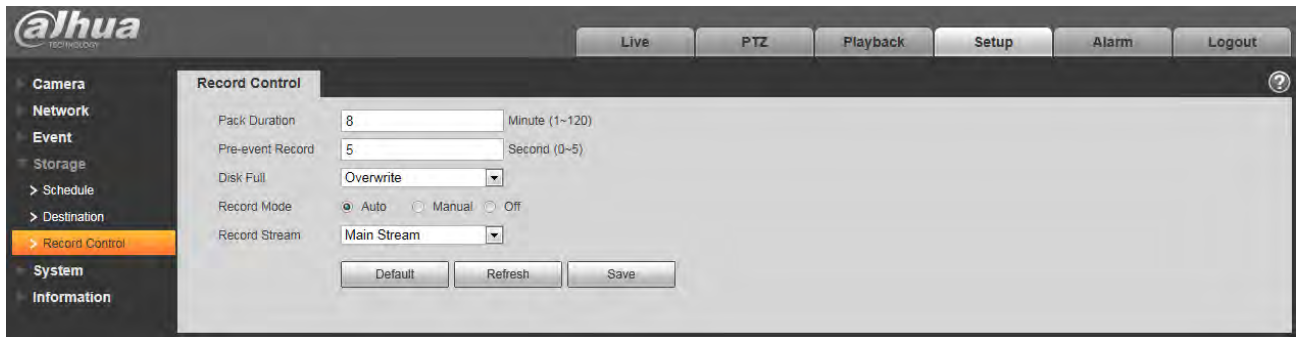 alhua
TECHNOLOGY
Live PTZ Playback Setup Alarm Logout
Camera
Network
Event
Storage
> Schedule
> Destination
> Record Control
System
Information
Record Control ?
Pack Duration 8 Minute (1~120)
Pre-event Record 5 Second (0~5)
Disk Full Overwrite
Record Mode Auto Manual Off
Record Stream Main Stream
Default Refresh Save